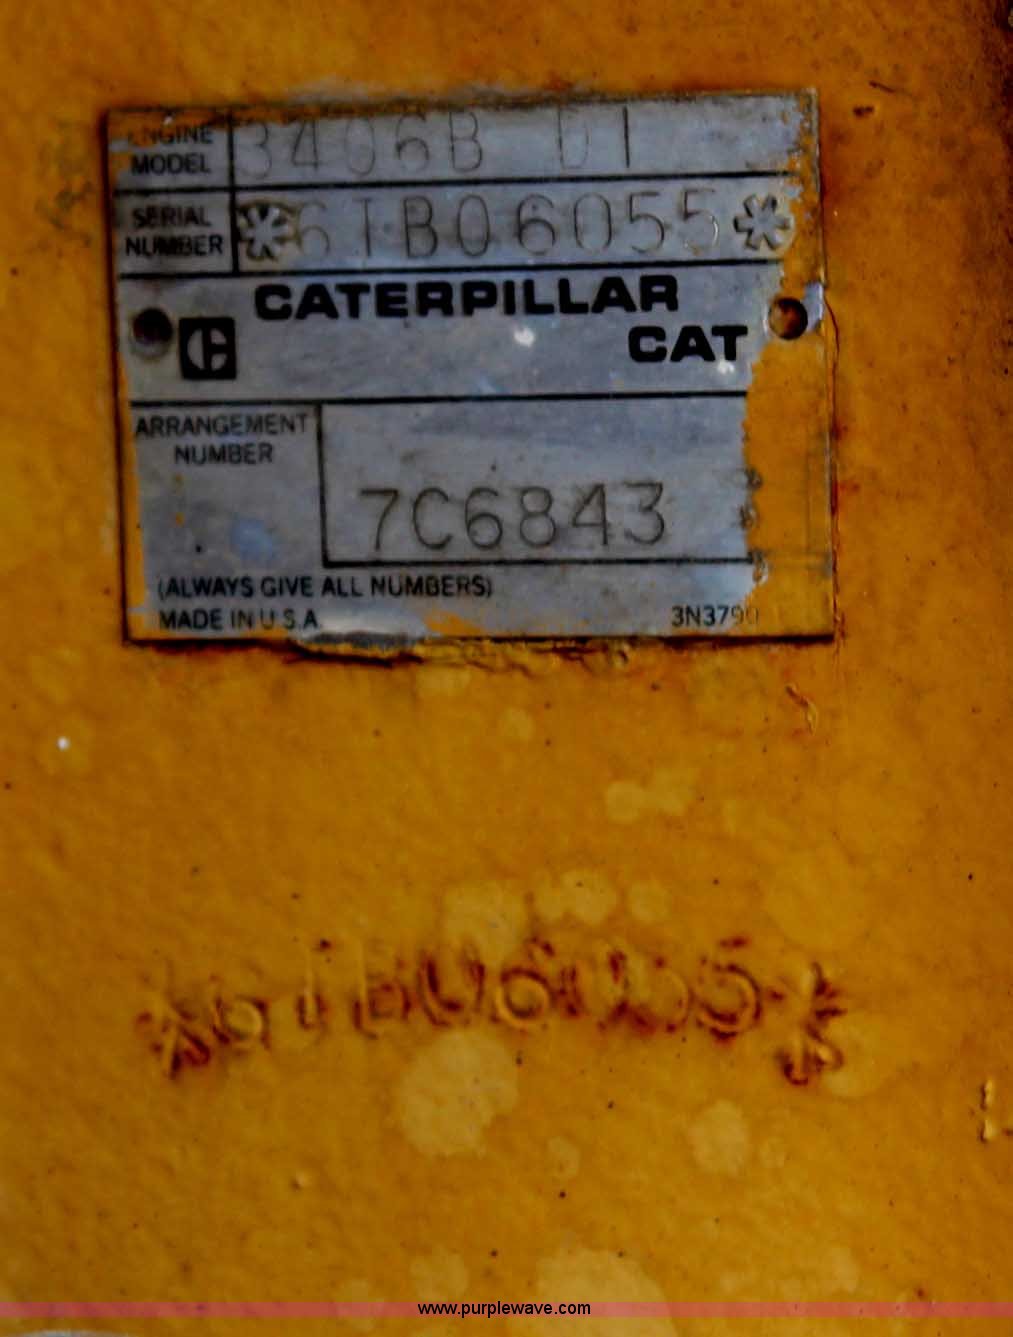 ENGINE
MODEL
3406B DI
SERIAL
NUMBER
*6TB06055*
CATERPILLAR
CAT
ARRANGEMENT
NUMBER
7C6843
(ALWAYS GIVE ALL NUMBERS)
MADE IN U.S.A.
3N3790
*6TB06055*
www.purplewave.com